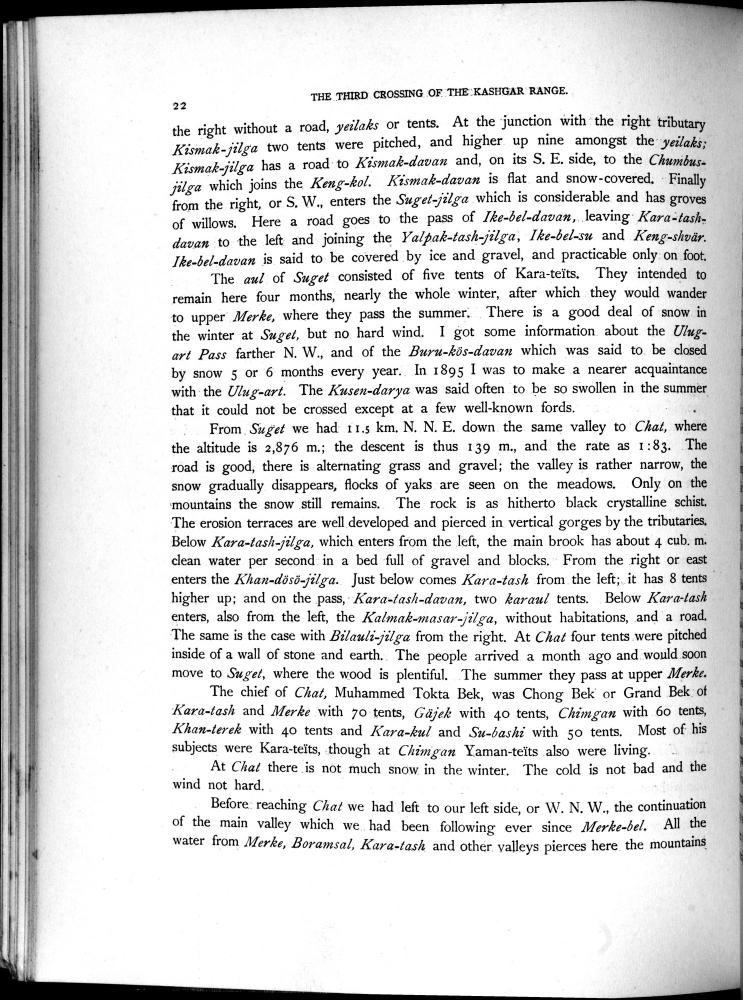 THE THIRD CROSSING OF THE KASHGAR RANGE.
22
the right without a road, yeilaks or tents. At the junction with the right tributary
Kismak-jilga two tents were pitched, and higher up nine amongst the yeilaks;
Kismak-jilga has a road to Kismak-davan and, on its S. E. side, to the Chumbus-
jilga which joins the Keng-kol. Kismak-davan is flat and snow-covered. Finally
from the right, or S. W., enters the Suget-jilga which is considerable and has groves
of willows. Here a road goes to the pass of Ike-bel-davan, leaving Kara-tash-
davan to the left and joining the Yalpak-tash-jilga, Ike-bel-su and Keng-shvär.
Ike-bel-davan is said to be covered by ice and gravel, and practicable only on foot.
The aul of Suget consisted of five tents of Kara-teïts. They intended to
remain here four months, nearly the whole winter, after which they would wander
to upper Merke, where they pass the summer. There is a good deal of snow in
the winter at Suget, but no hard wind. I got some information about the Ulug-
art Pass farther N. W., and of the Buru-kös-davan which was said to be closed
by snow 5 or 6 months every year. In 1895 I was to make a nearer acquaintance
with the Ulug-art. The Kusen-darya was said often to be so swollen in the summer
that it could not be crossed except at a few well-known fords.
From Suget we had 11.5 km. N. N. E. down the same valley to Chat, where
the altitude is 2,876 m.; the descent is thus 139 m., and the rate as 1:83. The
road is good, there is alternating grass and gravel; the valley is rather narrow, the
snow gradually disappears, flocks of yaks are seen on the meadows. Only on the
mountains the snow still remains. The rock is as hitherto black crystalline schist.
The erosion terraces are well developed and pierced in vertical gorges by the tributaries.
Below Kara-tash-jilga, which enters from the left, the main brook has about 4 cub. m.
clean water per second in a bed full of gravel and blocks. From the right or east
enters the Khan-dösö-jilga. Just below comes Kara-tash from the left; it has 8 tents
higher up; and on the pass, Kara-tash-davan, two karaul tents. Below Kara-tash
enters, also from the left, the Kalmak-masar-jilga, without habitations, and a road.
The same is the case with Bilauli-jilga from the right. At Chat four tents were pitched
inside of a wall of stone and earth. The people arrived a month ago and would soon
move to Suget, where the wood is plentiful. The summer they pass at upper Merke.
The chief of Chat, Muhammed Tokta Bek, was Chong Bek or Grand Bek of
Kara-tash and Merke with 70 tents, Gäjek with 40 tents, Chimgan with 60 tents,
Khan-terek with 40 tents and Kara-kul and Su-bashi with 50 tents. Most of his
subjects were Kara-teïts, though at Chimgan Yaman-teïts also were living.
At Chat there is not much snow in the winter. The cold is not bad and the
wind not hard.
Before reaching Chat we had left to our left side, or W. N. W., the continuation
of the main valley which we had been following ever since Merke-bel. All the
water from Merke, Boramsal, Kara-tash and other valleys pierces here the mountains